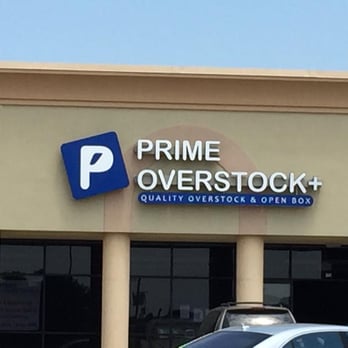 P
PRIME
OVERSTOCK+
QUALITY OVERSTOCK & OPEN BOX